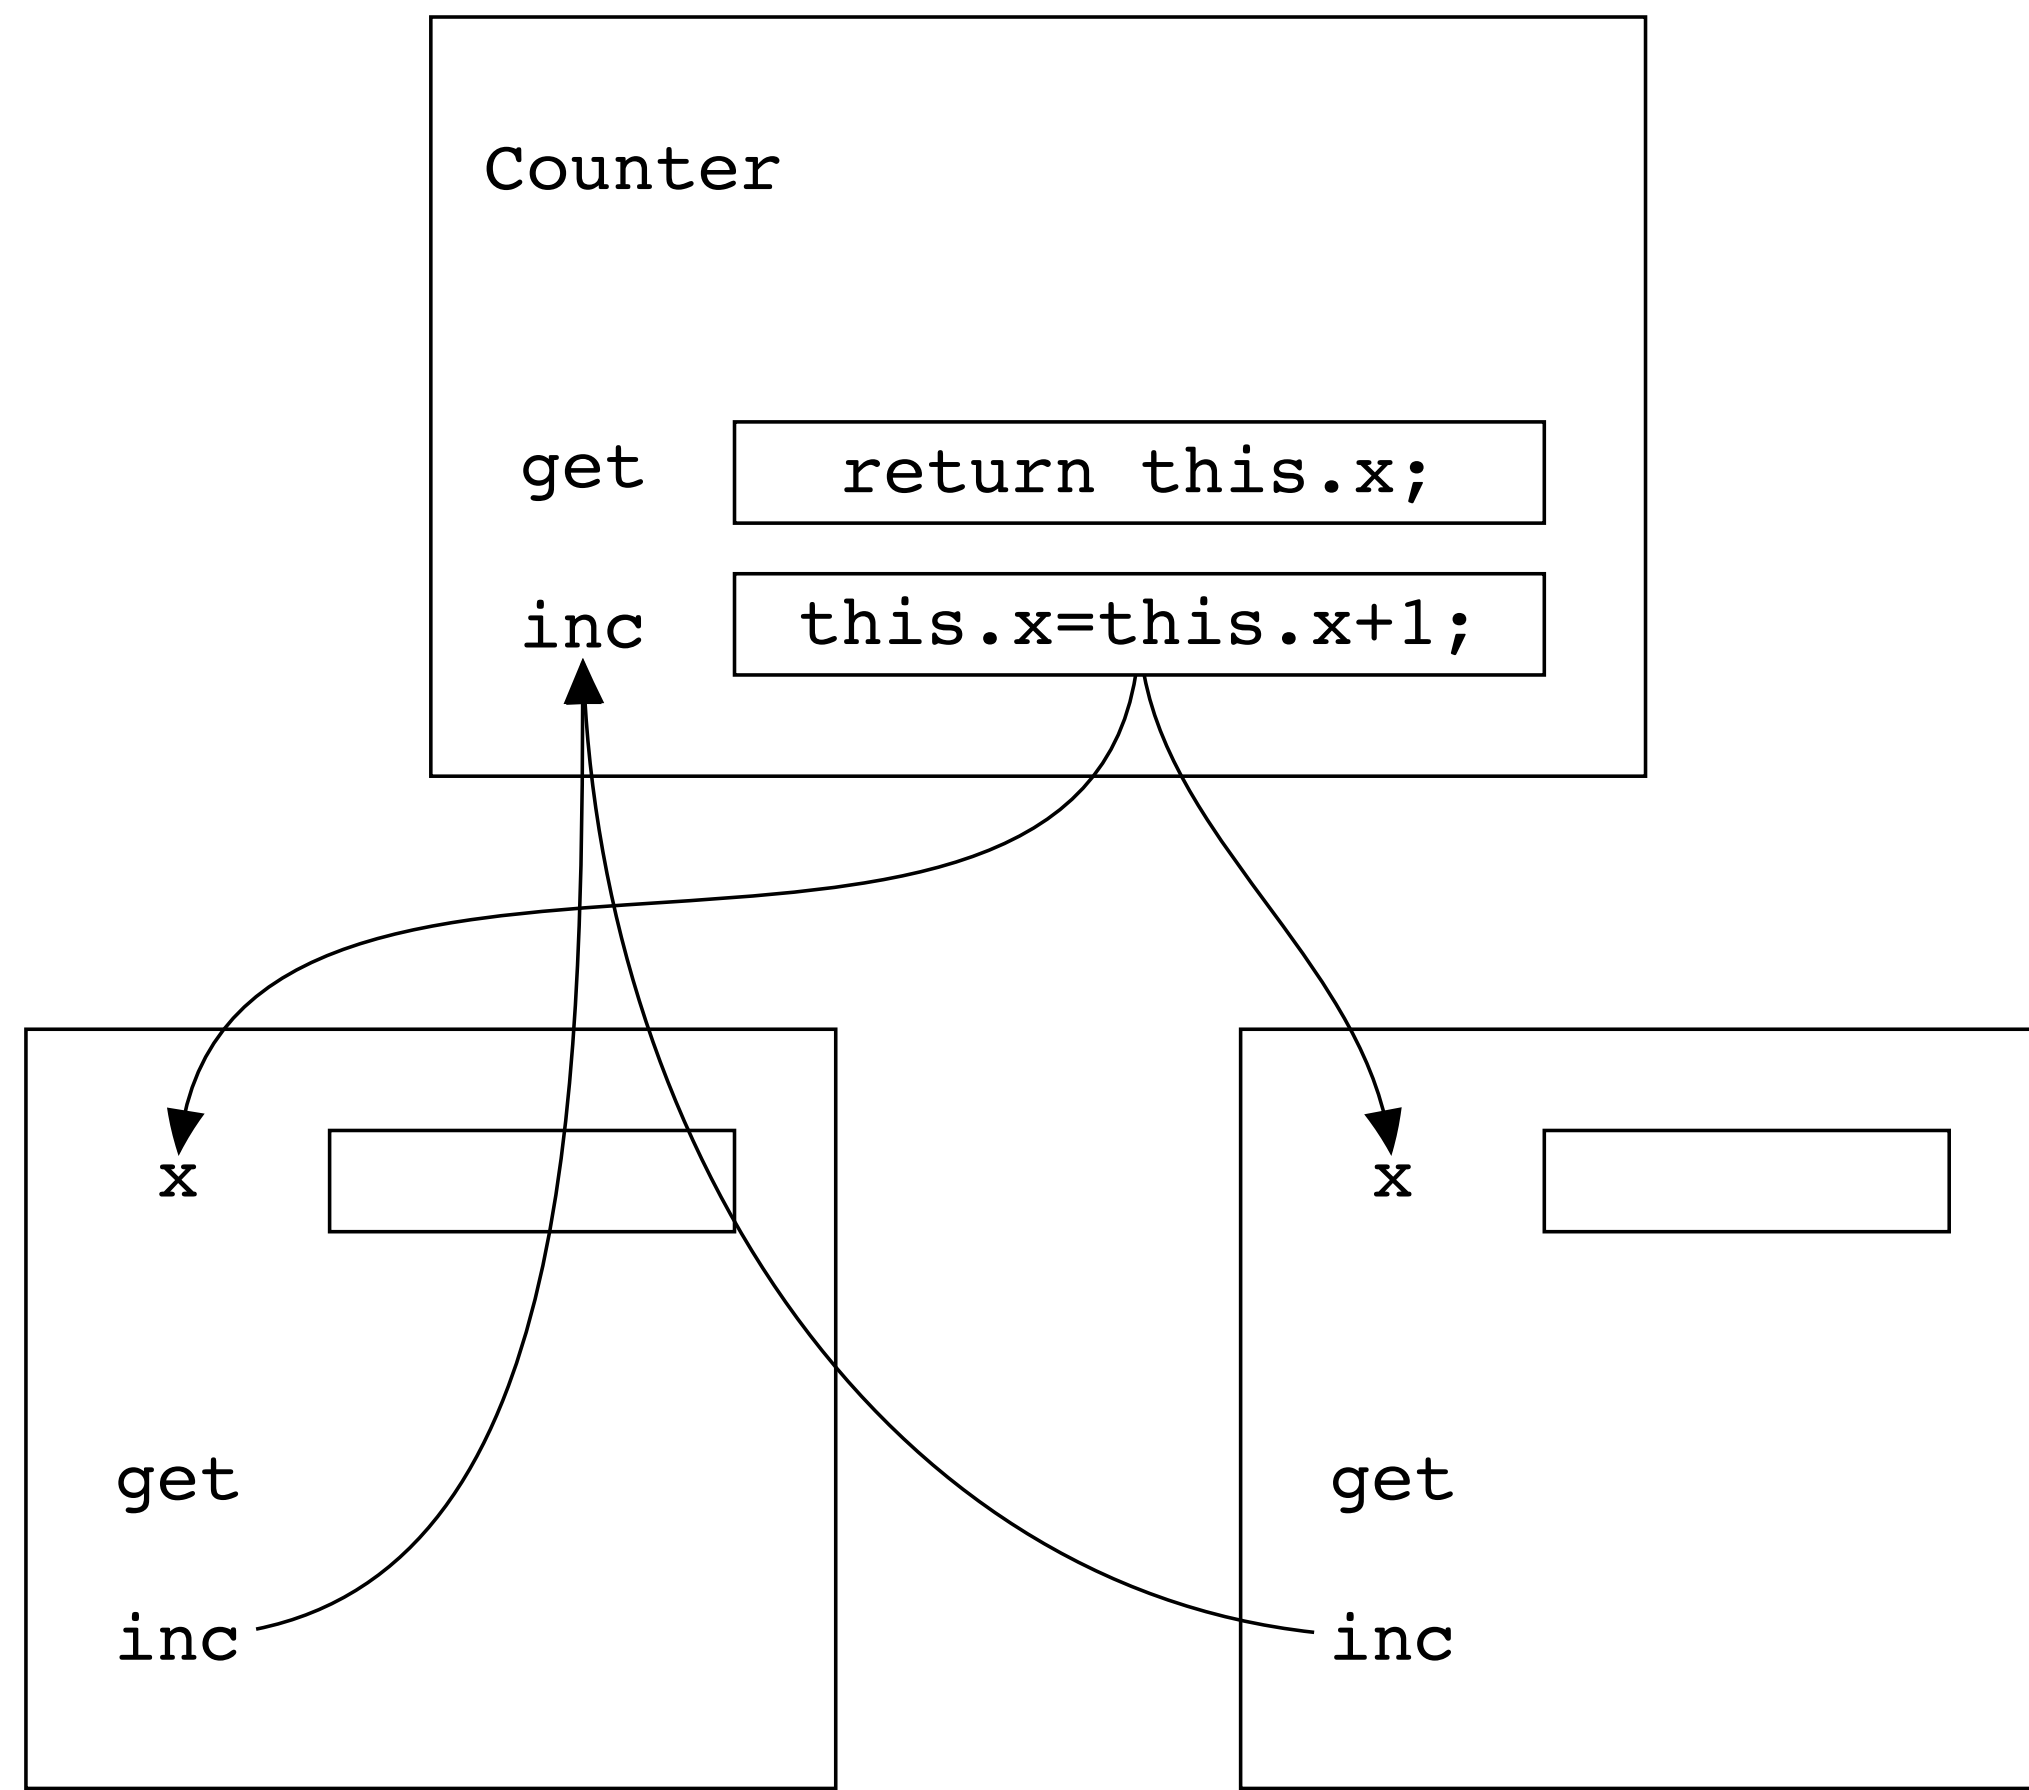 Counter
get return this.x;
inc this.x=this.x+1;
x
get
inc
x
get
inc